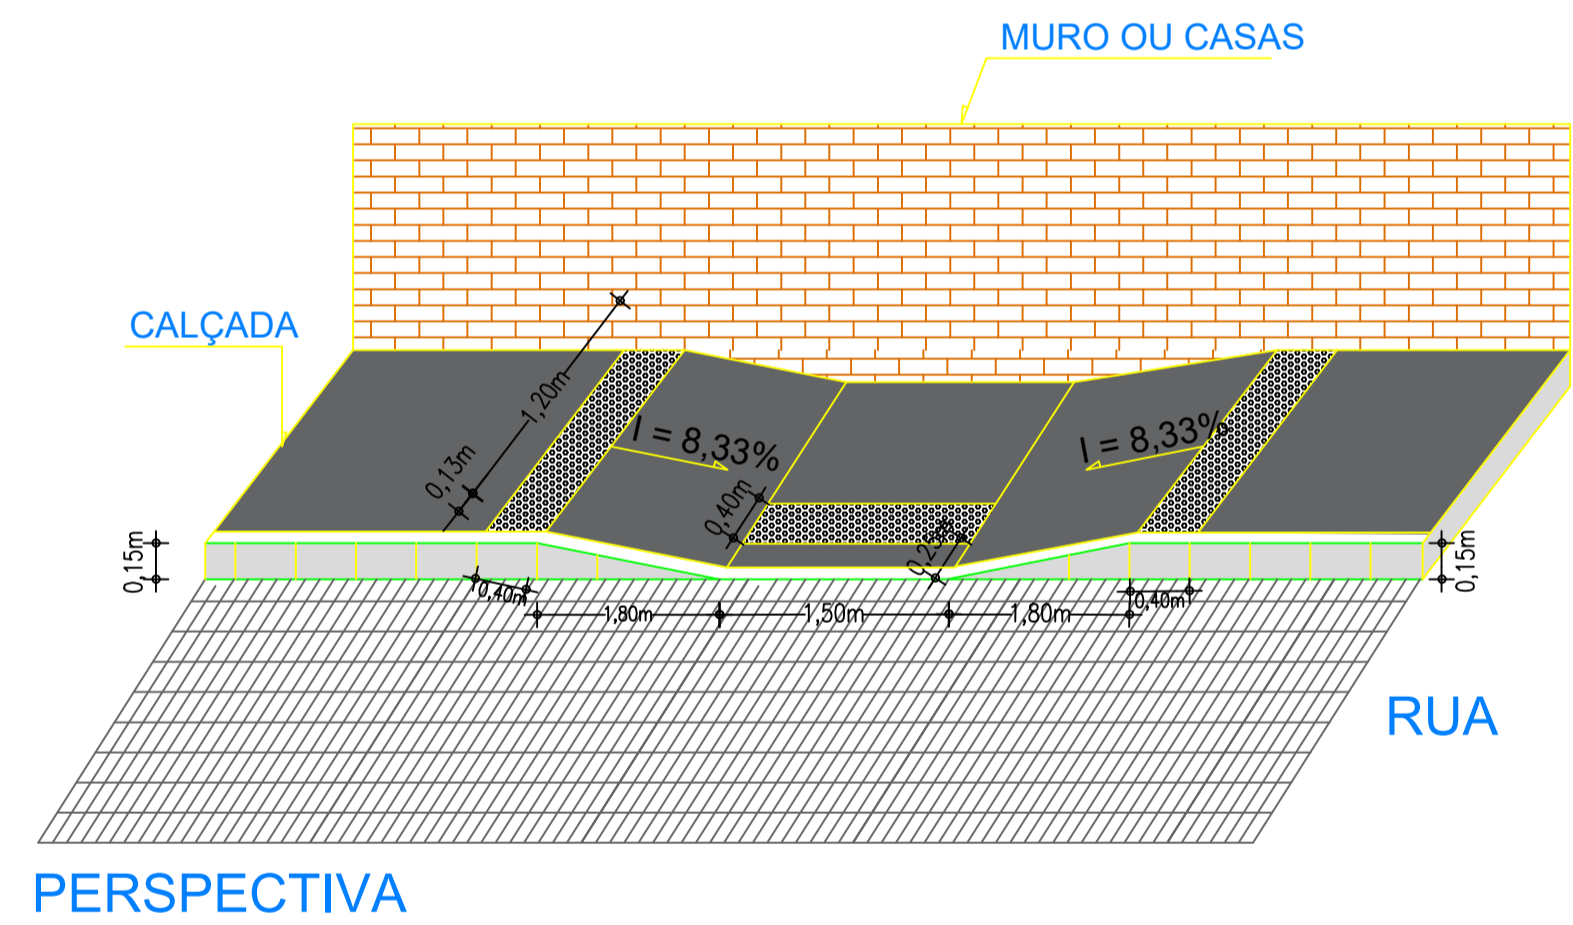 MURO OU CASAS
CALÇADA
1,20m
0,13m
I = 8,33%
I = 8,33%
0,40m
0,15m
0,15m
0,40m
1,80m
1,50m
1,80m
0,40m
RUA
PERSPECTIVA